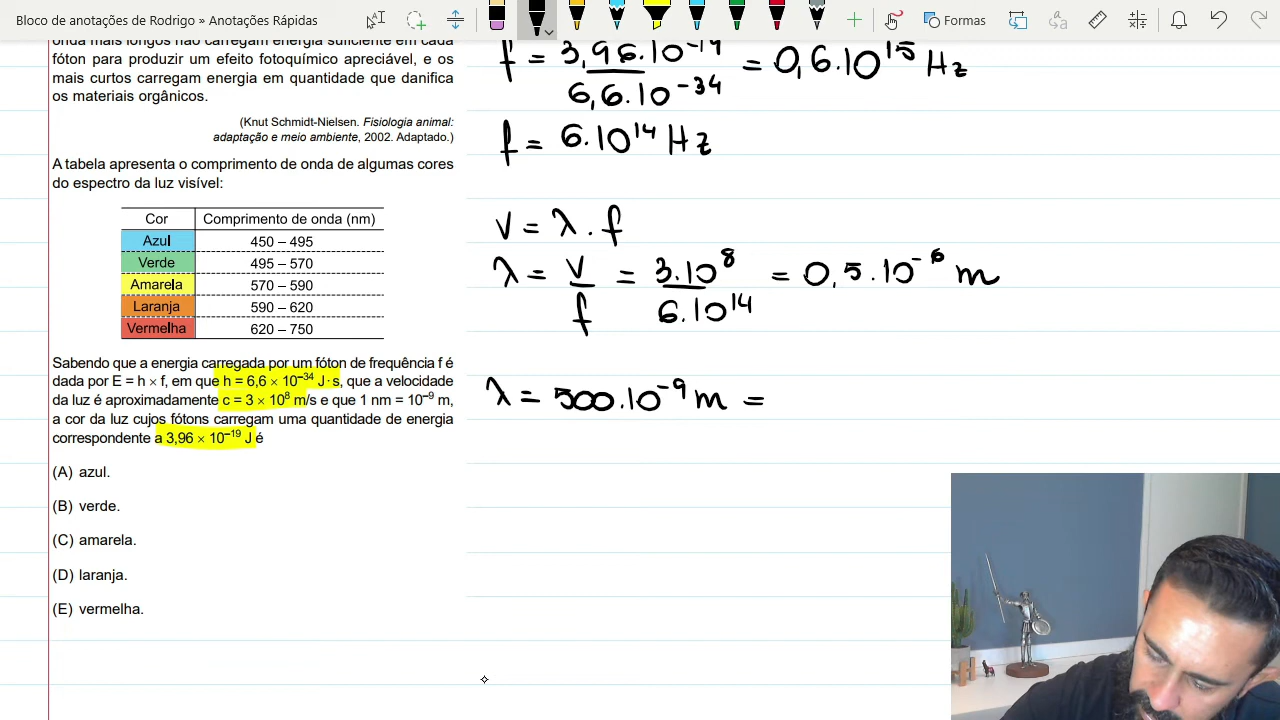 Bloco de anotações de Rodrigo » Anotações Rápidas
Formas
onda mais longos não carregam energia suficiente em cada
fóton para produzir um efeito fotoquímico apreciável, e os
mais curtos carregam energia em quantidade que danifica
os materiais orgânicos.
(Knut Schmidt-Nielsen. Fisiologia animal:
adaptação e meio ambiente, 2002. Adaptado.)
A tabela apresenta o comprimento de onda de algumas cores
do espectro da luz visível:
Cor Comprimento de onda (nm)
Azul 450 – 495
Verde 495 – 570
Amarela 570 – 590
Laranja 590 – 620
Vermelha 620 – 750
Sabendo que a energia carregada por um fóton de frequência f é
dada por E = h × f, em que h = 6,6 × 10⁻³⁴ J · s, que a velocidade
da luz é aproximadamente c = 3 × 10⁸ m/s e que 1 nm = 10⁻⁹ m,
a cor da luz cujos fótons carregam uma quantidade de energia
correspondente a 3,96 × 10⁻¹⁹ J é
(A) azul.
(B) verde.
(C) amarela.
(D) laranja.
(E) vermelha.
f = 3,96.10⁻¹⁹ / 6,6.10⁻³⁴ = 0,6.10¹⁵ Hz
f = 6.10¹⁴ Hz
V = λ . f
λ = V / f = 3.10⁸ / 6.10¹⁴ = 0,5.10⁻⁶ m
λ = 500.10⁻⁹ m =